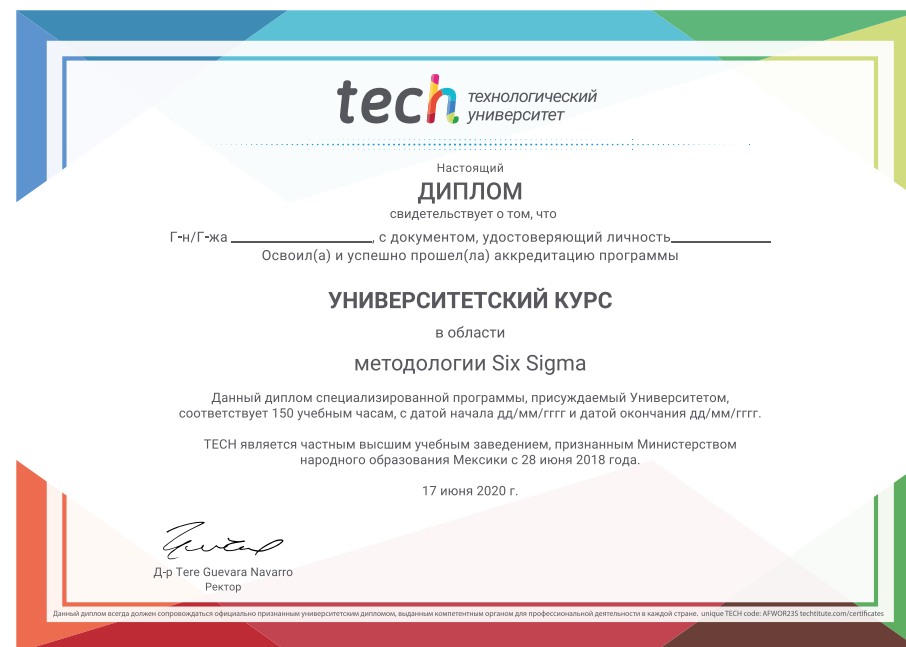 tech технологический
университет
Настоящий
ДИПЛОМ
свидетельствует о том, что
Г-н/Г-жа ____________________, с документом, удостоверяющий личность______________
Освоил(а) и успешно прошел(ла) аккредитацию программы
УНИВЕРСИТЕТСКИЙ КУРС
в области
методологии Six Sigma
Данный диплом специализированной программы, присуждаемый Университетом,
соответствует 150 учебным часам, с датой начала дд/мм/гггг и датой окончания дд/мм/гггг.
TECH является частным высшим учебным заведением, признанным Министерством
народного образования Мексики с 28 июня 2018 года.
17 июня 2020 г.
Д-р Tere Guevara Navarro
Ректор
Данный диплом всегда должен сопровождаться официально признанным университетским дипломом, выданным компетентным органом для профессиональной деятельности в каждой стране. unique TECH code: AFWOR23S techtitute.com/certificates